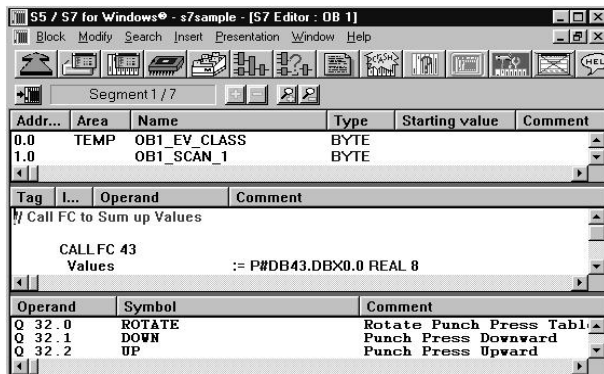 S5 / S7 for Windows® - s7sample - [S7 Editor : OB 1]
Block Modify Search Insert Presentation Window Help
Segment 1 / 7
Addr... Area Name Type Starting value Comment
0.0 TEMP OB1_EV_CLASS BYTE
1.0 OB1_SCAN_1 BYTE
Tag I... Operand Comment
// Call FC to Sum up Values
CALL FC 43
Values := P#DB43.DBX0.0 REAL 8
Operand Symbol Comment
Q 32.0 ROTATE Rotate Punch Press Tabl
Q 32.1 DOWN Punch Press Downward
Q 32.2 UP Punch Press Upward